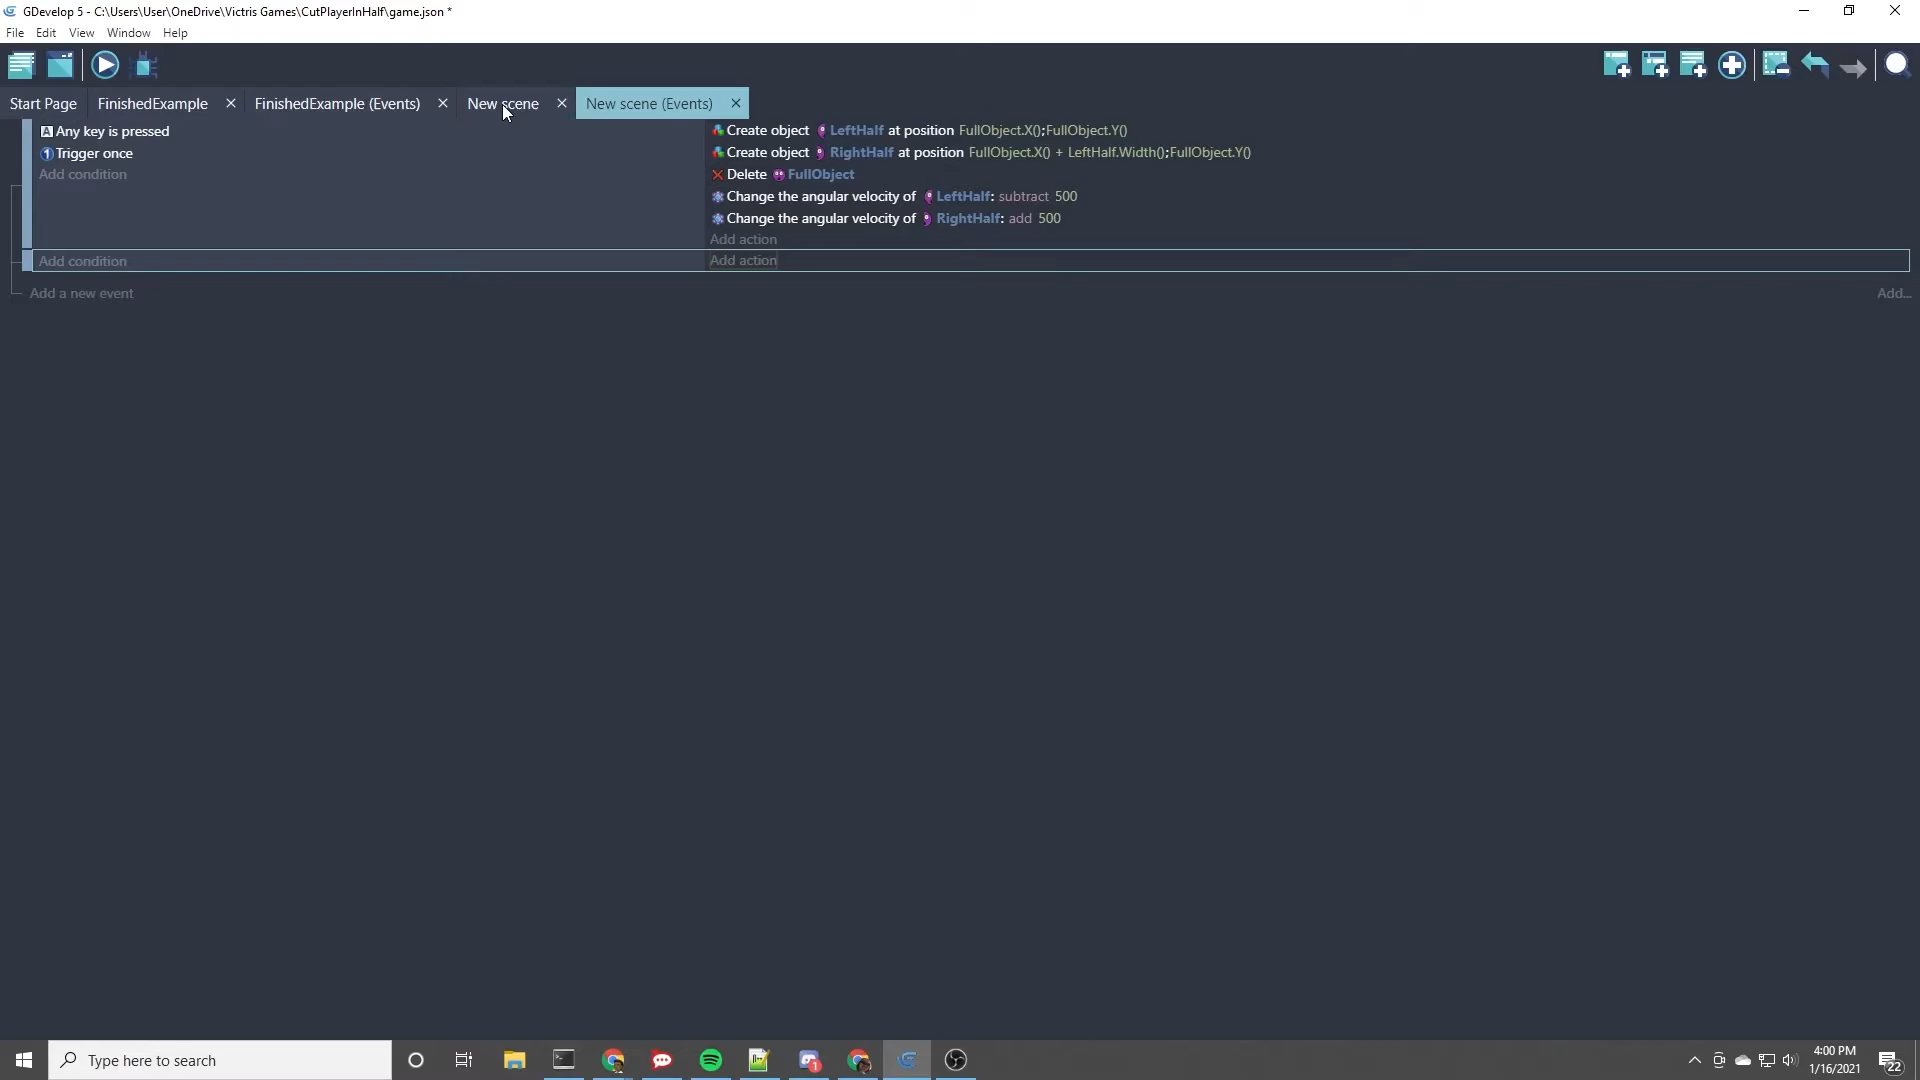 GDevelop 5 - C:\Users\User\OneDrive\Victris Games\CutPlayerInHalf\game.json *
File Edit View Window Help
Start Page FinishedExample FinishedExample (Events) New scene New scene (Events)
Any key is pressed
Trigger once
Add condition
Create object LeftHalf at position FullObject.X();FullObject.Y()
Create object RightHalf at position FullObject.X() + LeftHalf.Width();FullObject.Y()
Delete FullObject
Change the angular velocity of LeftHalf: subtract 500
Change the angular velocity of RightHalf: add 500
Add action
Add condition Add action
Add a new event Add...
Type here to search
1
4:00 PM
1/16/2021
22